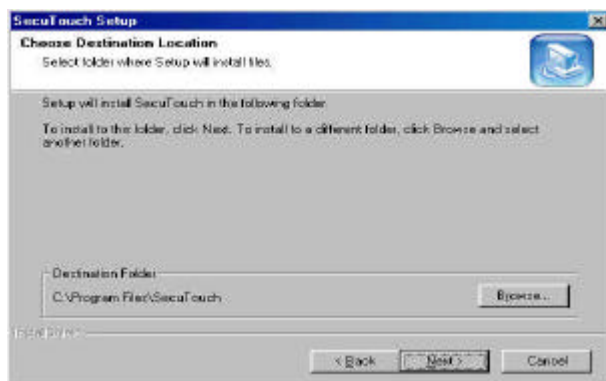 SecuTouch Setup
Choose Destination Location
Select folder where Setup will install files.
Setup will install SecuTouch in the following folder.
To install to this folder, click Next. To install to a different folder, click Browse and select
another folder.
Destination Folder
C:\Program Files\SecuTouch
Browse...
InstallShield
< Back
Next >
Cancel